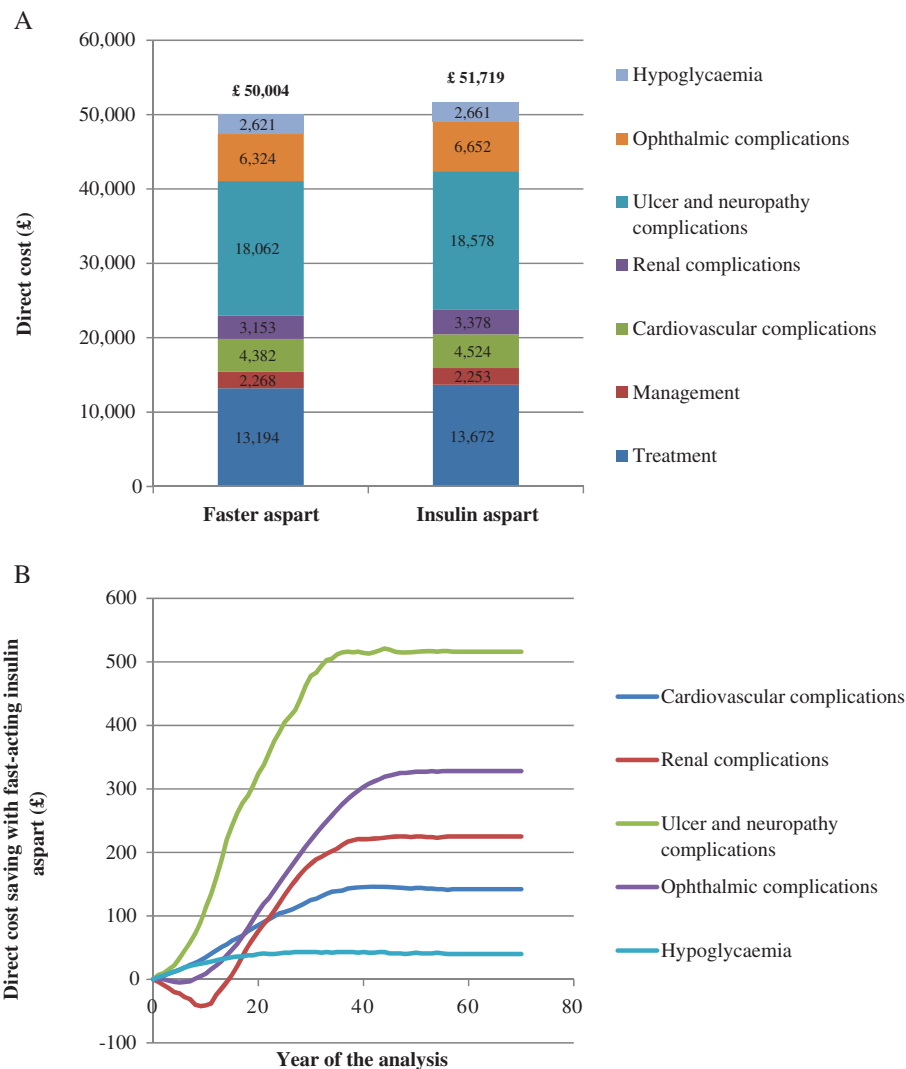 A
60,000
50,000
40,000
30,000
20,000
10,000
0
Direct cost (£)
£ 50,004
2,621
6,324
18,062
3,153
4,382
2,268
13,194
£ 51,719
2,661
6,652
18,578
3,378
4,524
2,253
13,672
Faster aspart
Insulin aspart
Hypoglycaemia
Ophthalmic complications
Ulcer and neuropathy
complications
Renal complications
Cardiovascular complications
Management
Treatment
B
600
500
400
300
200
100
0
-100
Direct cost saving with fast-acting insulin
aspart (£)
0
20
40
60
80
Year of the analysis
Cardiovascular complications
Renal complications
Ulcer and neuropathy
complications
Ophthalmic complications
Hypoglycaemia